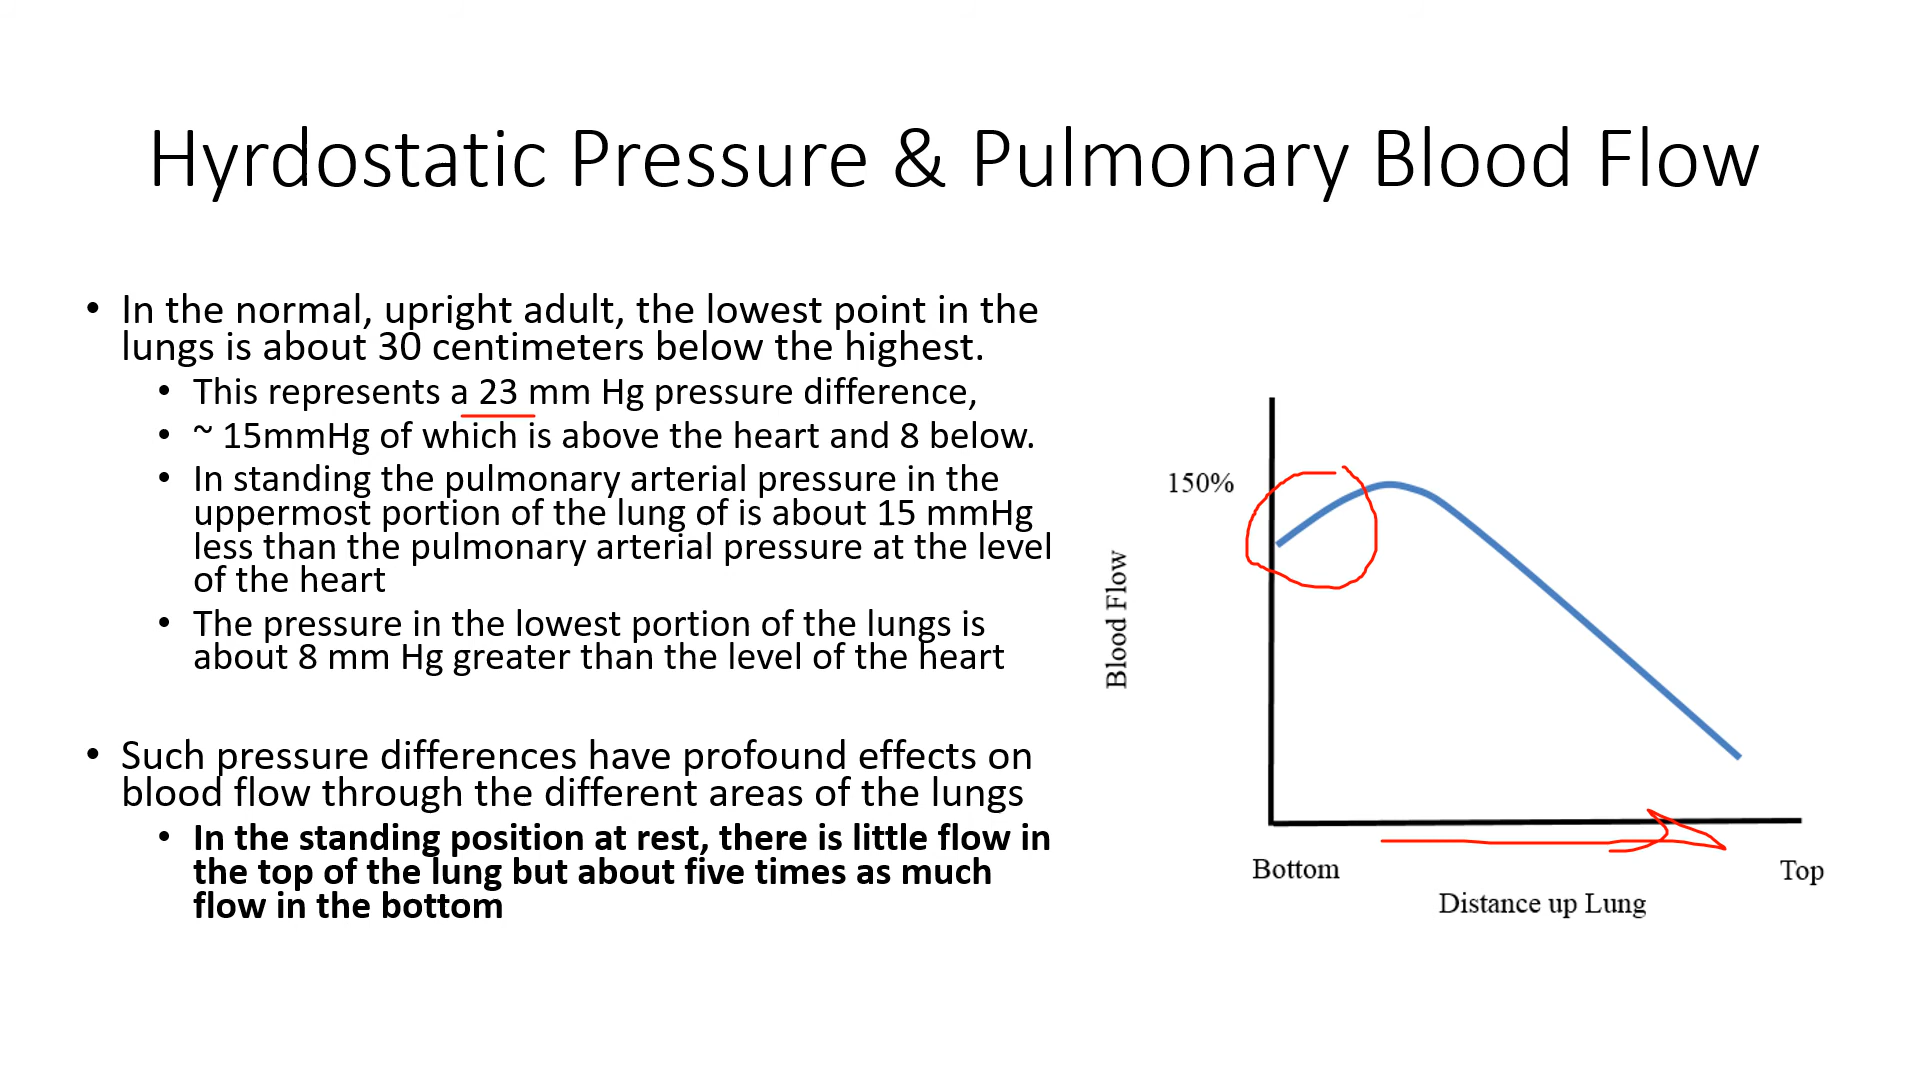 Hyrdostatic Pressure & Pulmonary Blood Flow
• In the normal, upright adult, the lowest point in the
lungs is about 30 centimeters below the highest.
• This represents a 23 mm Hg pressure difference,
• ~ 15mmHg of which is above the heart and 8 below.
• In standing the pulmonary arterial pressure in the
uppermost portion of the lung of is about 15 mmHg
less than the pulmonary arterial pressure at the level
of the heart
• The pressure in the lowest portion of the lungs is
about 8 mm Hg greater than the level of the heart
• Such pressure differences have profound effects on
blood flow through the different areas of the lungs
• In the standing position at rest, there is little flow in
the top of the lung but about five times as much
flow in the bottom
150%
Blood Flow
Bottom
Top
Distance up Lung